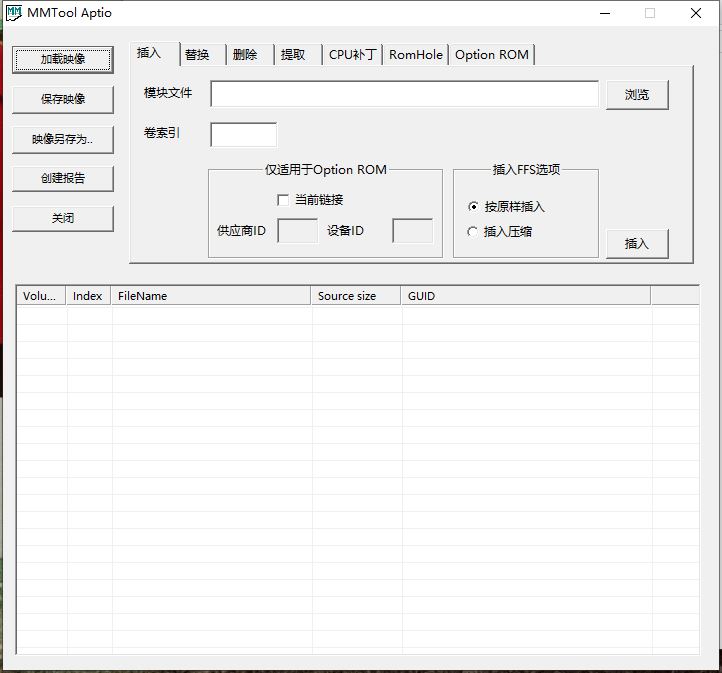 MMTool Aptio
加载映像
保存映像
映像另存为..
创建报告
关闭
插入 替换 删除 提取 CPU补丁 RomHole Option ROM
模块文件 浏览
卷索引
仅适用于Option ROM
当前链接
供应商ID 设备ID
插入FFS选项
按原样插入
插入压缩
插入
Volu... Index FileName Source size GUID